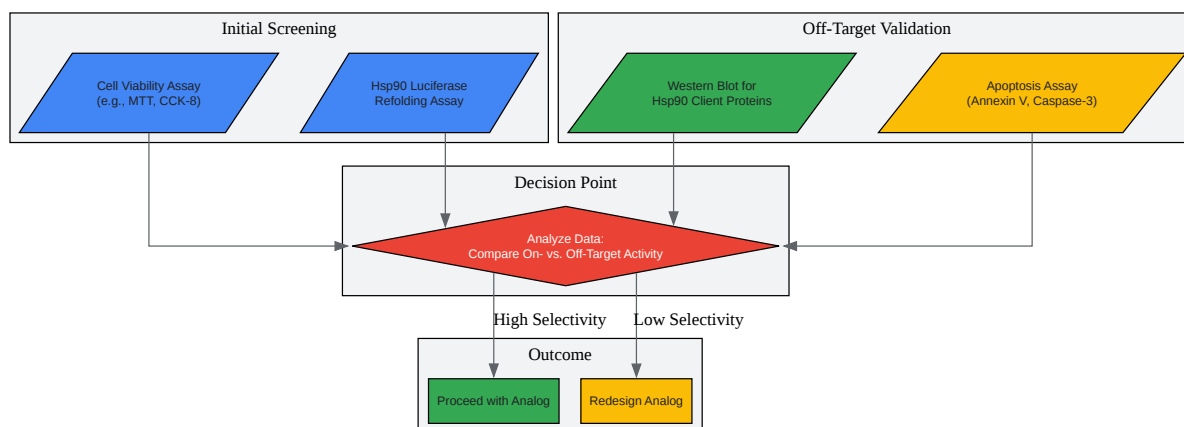 Initial Screening
Off-Target Validation
Cell Viability Assay
(e.g., MTT, CCK-8)
Hsp90 Luciferase
Refolding Assay
Western Blot for
Hsp90 Client Proteins
Apoptosis Assay
(Annexin V, Caspase-3)
Decision Point
Analyze Data:
Compare On- vs. Off-Target Activity
High Selectivity
Low Selectivity
Outcome
Proceed with Analog
Redesign Analog